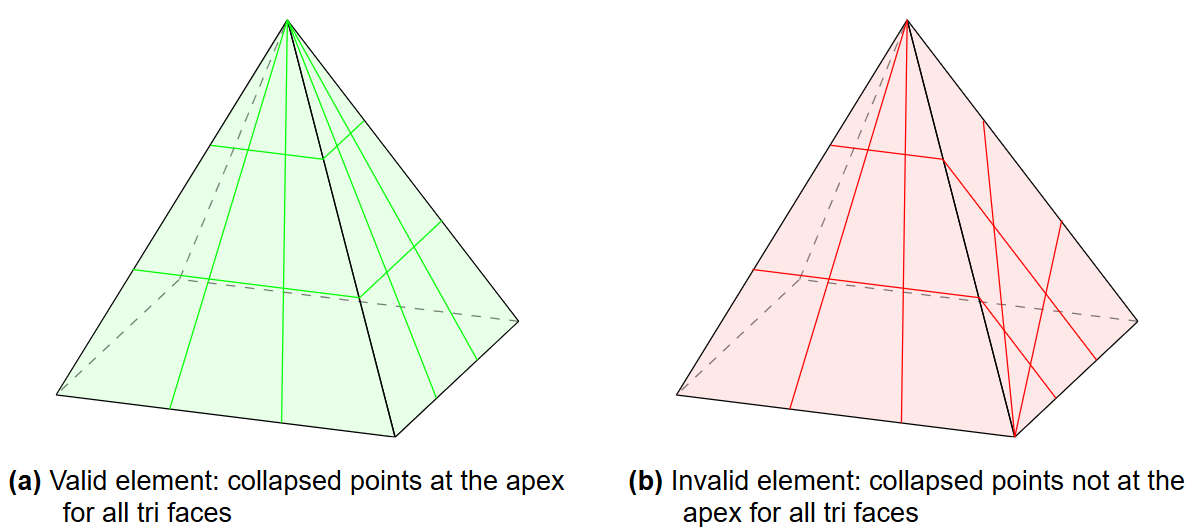 (a) Valid element: collapsed points at the apex
for all tri faces
(b) Invalid element: collapsed points not at the
apex for all tri faces